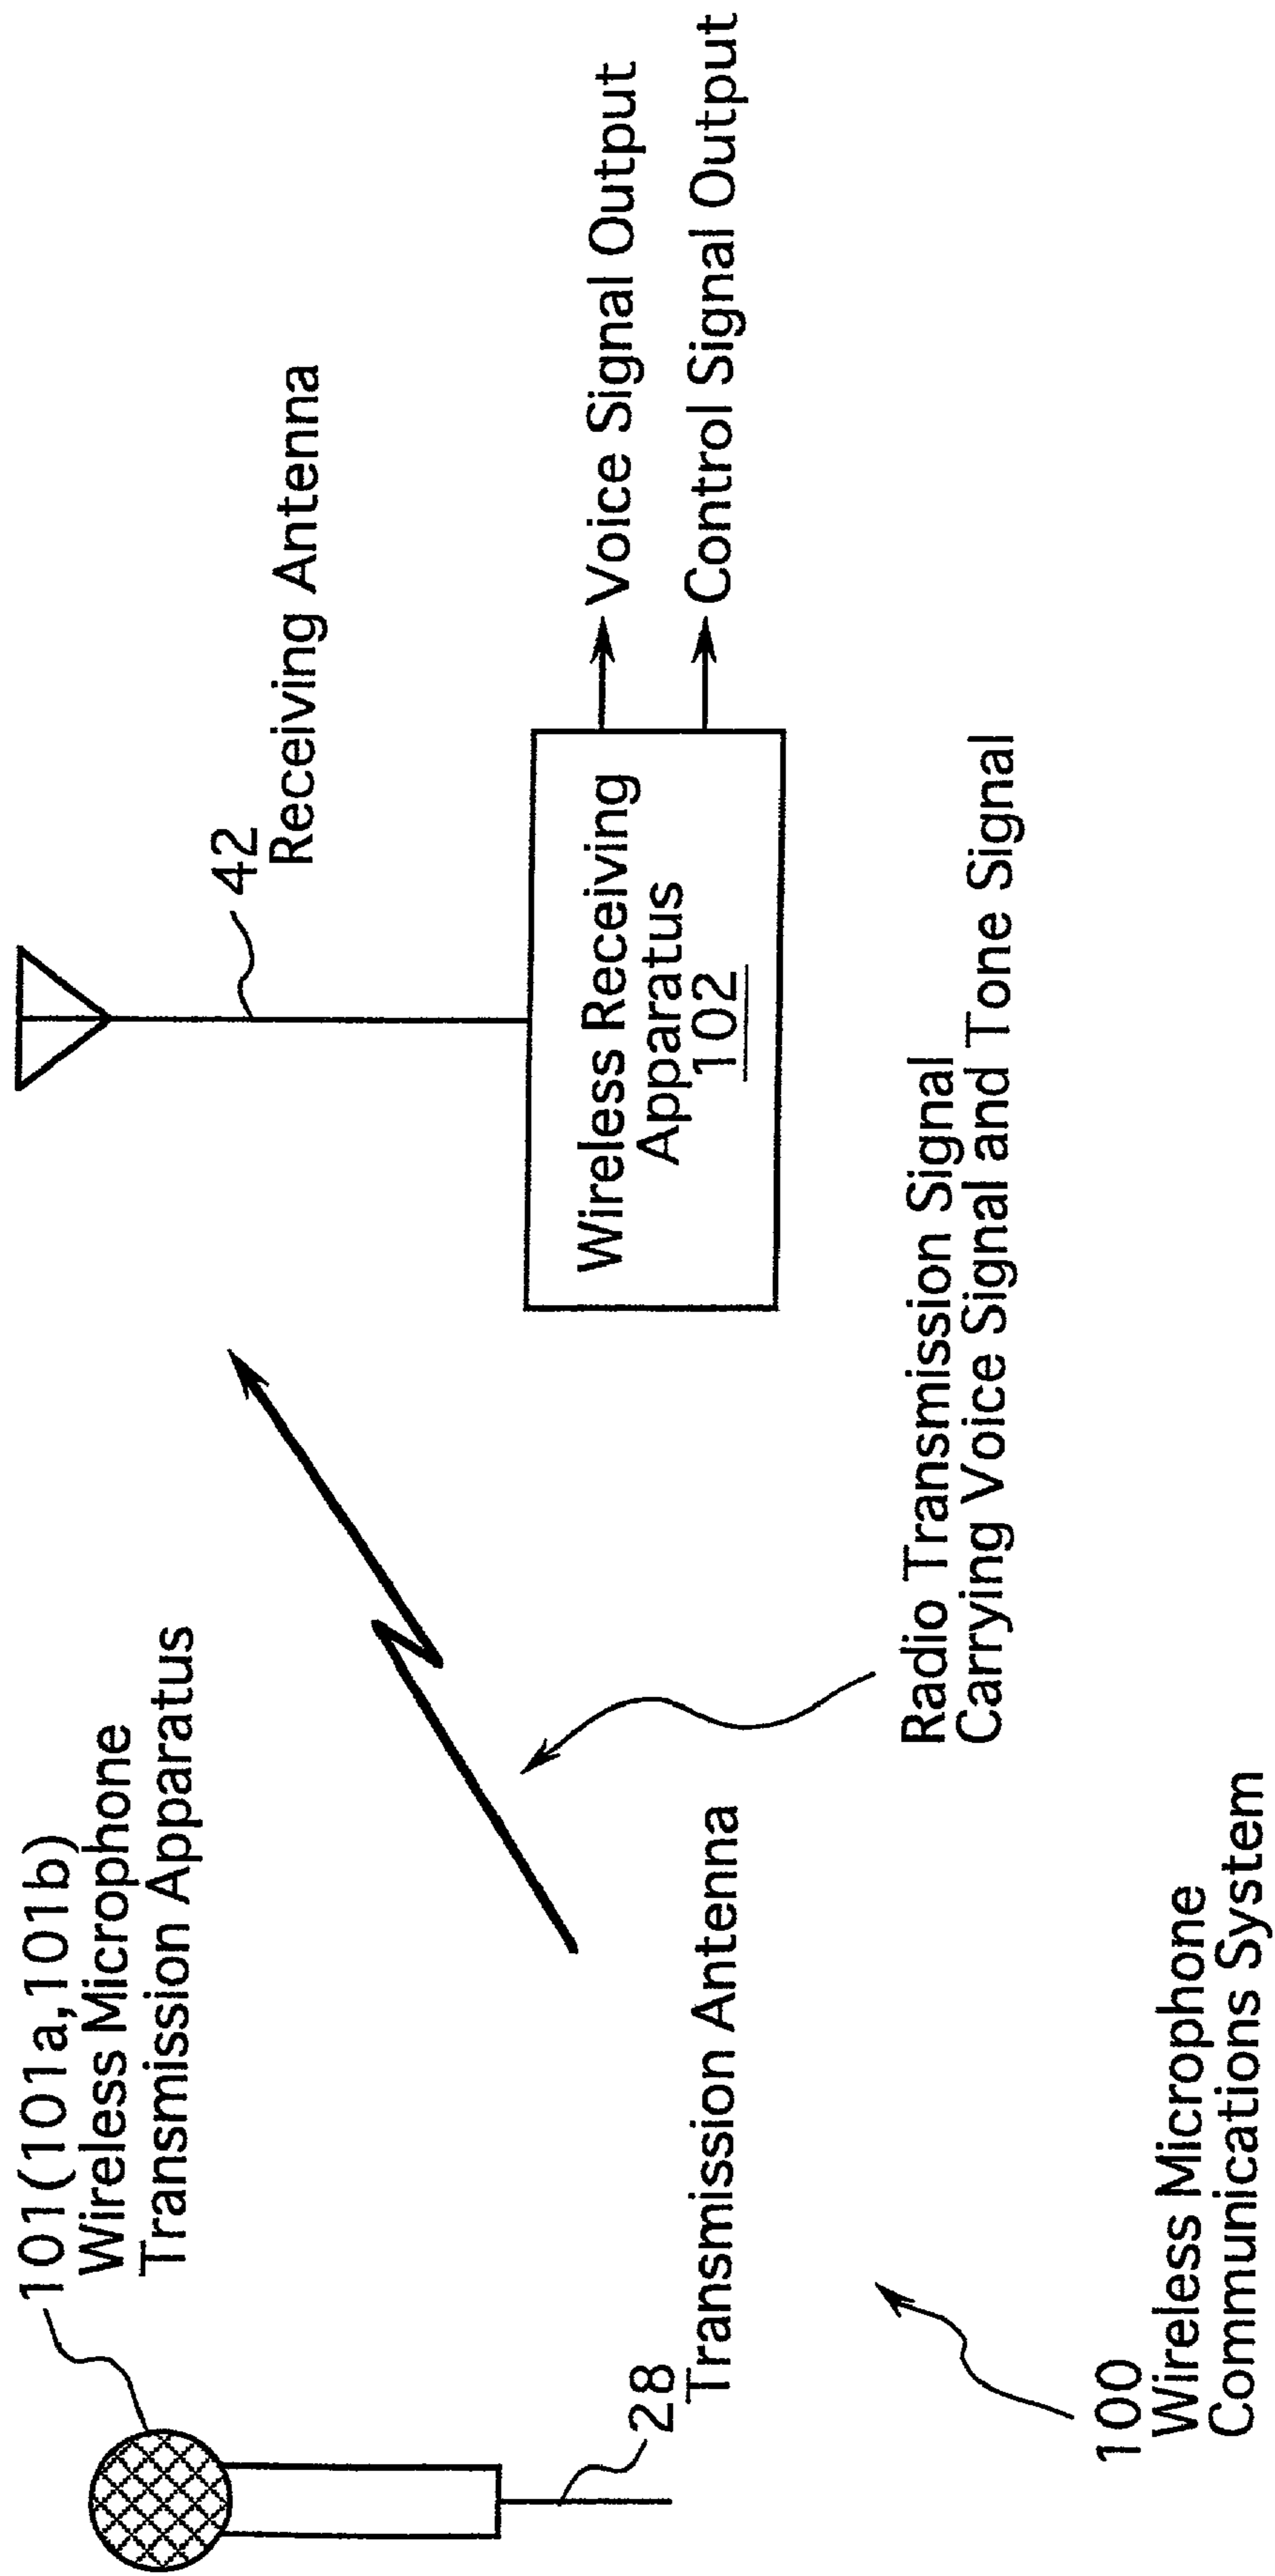 101(101a,101b)
Wireless Microphone
Transmission Apparatus
28
Transmission Antenna
42
Receiving Antenna
Wireless Receiving
Apparatus
102
Voice Signal Output
Control Signal Output
Radio Transmission Signal
Carrying Voice Signal and Tone Signal
100
Wireless Microphone
Communications System